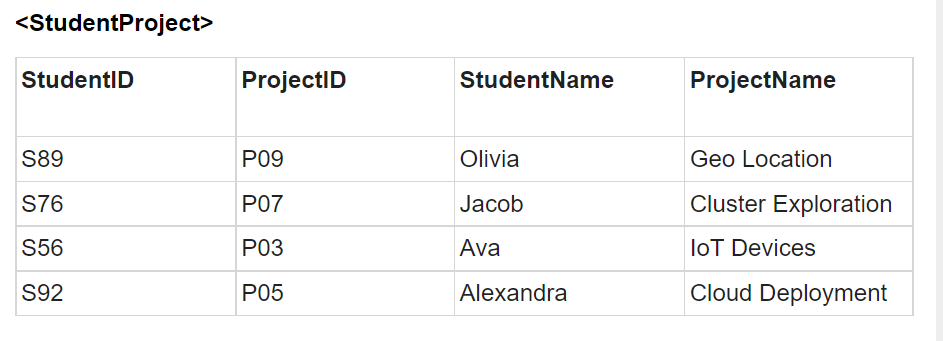 <StudentProject>
StudentID ProjectID StudentName ProjectName
S89 P09 Olivia Geo Location
S76 P07 Jacob Cluster Exploration
S56 P03 Ava IoT Devices
S92 P05 Alexandra Cloud Deployment